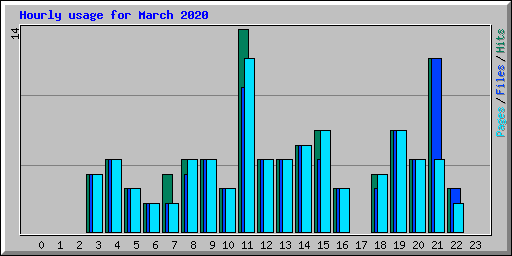 Hourly usage for March 2020
14
Pages/Files/Hits
0 1 2 3 4 5 6 7 8 9 10 11 12 13 14 15 16 17 18 19 20 21 22 23